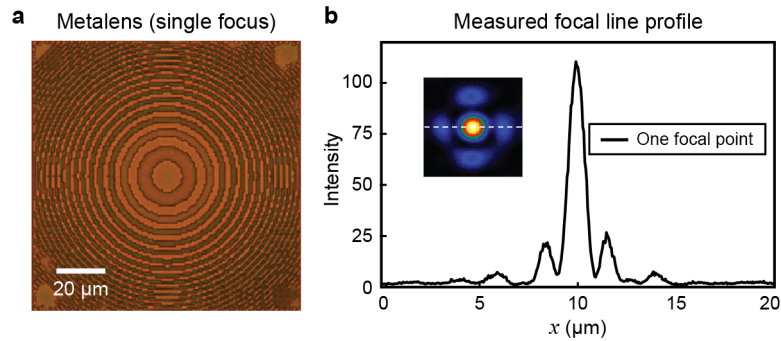 a
Metalens (single focus)
20 µm
b
Measured focal line profile
Intensity
100
75
50
25
0
One focal point
0
5
10
15
20
x (µm)